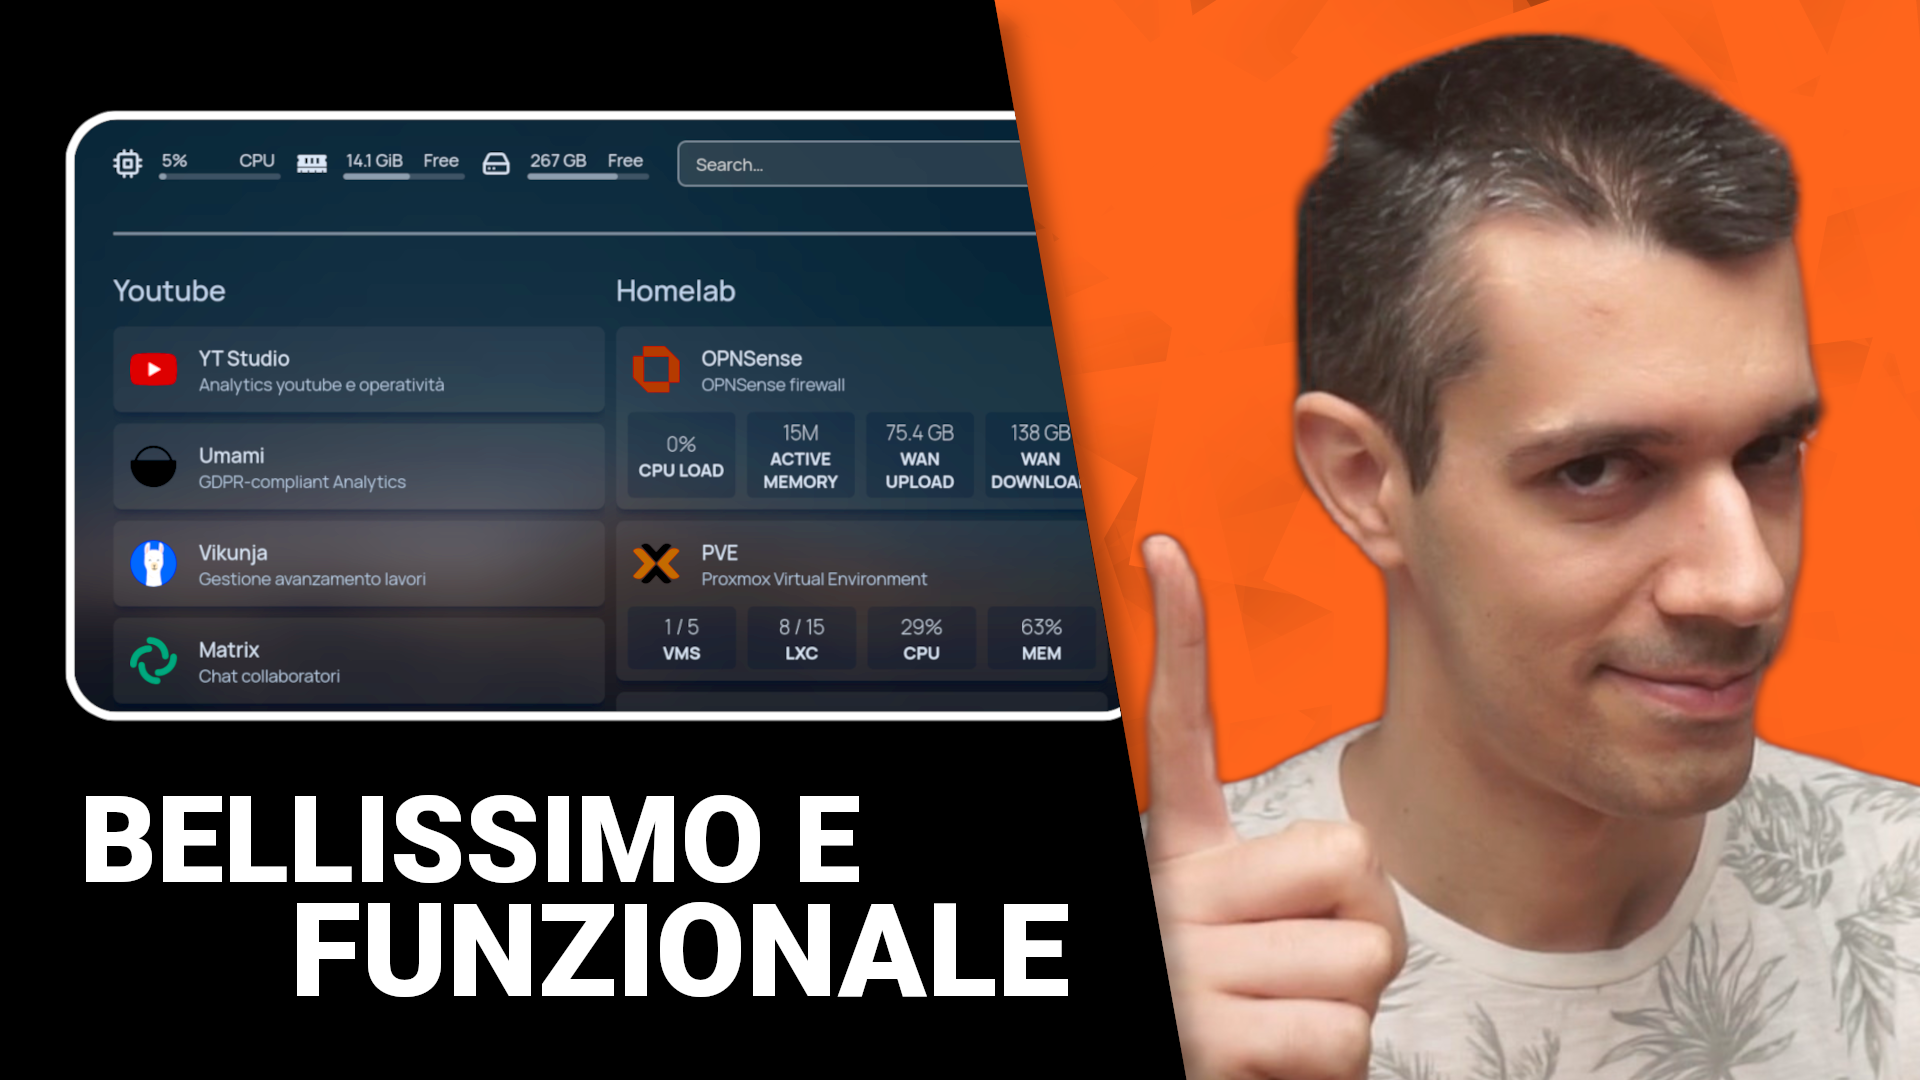 5% CPU 14.1 GiB Free 267 GB Free Search...
Youtube
YT Studio
Analytics youtube e operatività
Umami
GDPR-compliant Analytics
Vikunja
Gestione avanzamento lavori
Matrix
Chat collaboratori
Homelab
OPNSense
OPNSense firewall
0%
CPU LOAD
15M
ACTIVE
MEMORY
75.4 GB
WAN
UPLOAD
138 GB
WAN
DOWNLOA
PVE
Proxmox Virtual Environment
1 / 5
VMS
8 / 15
LXC
29%
CPU
63%
MEM
BELLISSIMO E
FUNZIONALE